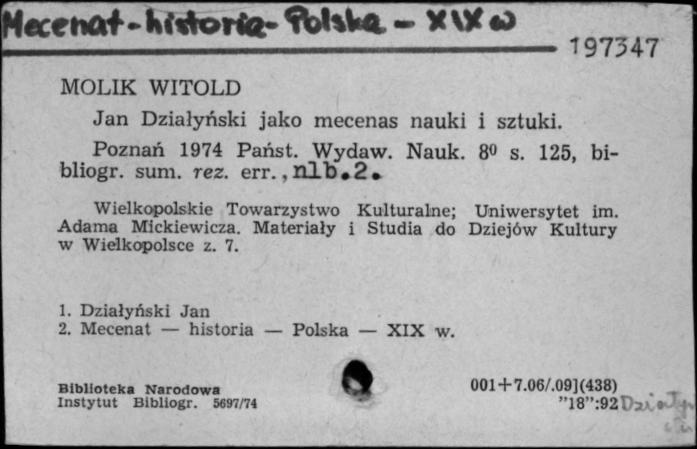 Mecenat - historia - Polska - XIX w
197347
MOLIK WITOLD
Jan Działyński jako mecenas nauki i sztuki.
Poznań 1974 Państ. Wydaw. Nauk. 8⁰ s. 125, bi-
bliogr. sum. rez. err., nlb.2.
Wielkopolskie Towarzystwo Kulturalne; Uniwersytet im.
Adama Mickiewicza. Materiały i Studia do Dziejów Kultury
w Wielkopolsce z. 7.
1. Działyński Jan
2. Mecenat — historia — Polska — XIX w.
Biblioteka Narodowa
Instytut Bibliogr. 5697/74
001+7.06/.09](438)
"18":92